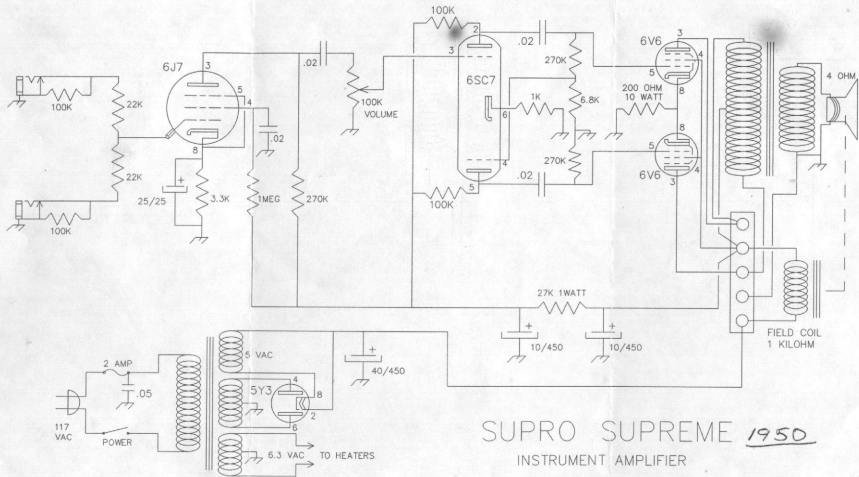 100K
6J7
3
5
4
8
22K
.02
22K
25/25
+
3.3K
1MEG
270K
100K
100K
.02
100K
VOLUME
100K
2
3
6SC7
6
4
5
1K
100K
.02
270K
6.8K
270K
.02
6V6
3
4
5
8
200 OHM
10 WATT
8
5
4
6V6
3
4 OHM
27K 1WATT
+
10/450
+
10/450
FIELD COIL
1 KILOHM
2 AMP
.05
117
VAC
POWER
5 VAC
5Y3
4
8
2
6
6.3 VAC
TO HEATERS
+
40/450
SUPRO SUPREME 1950
INSTRUMENT AMPLIFIER